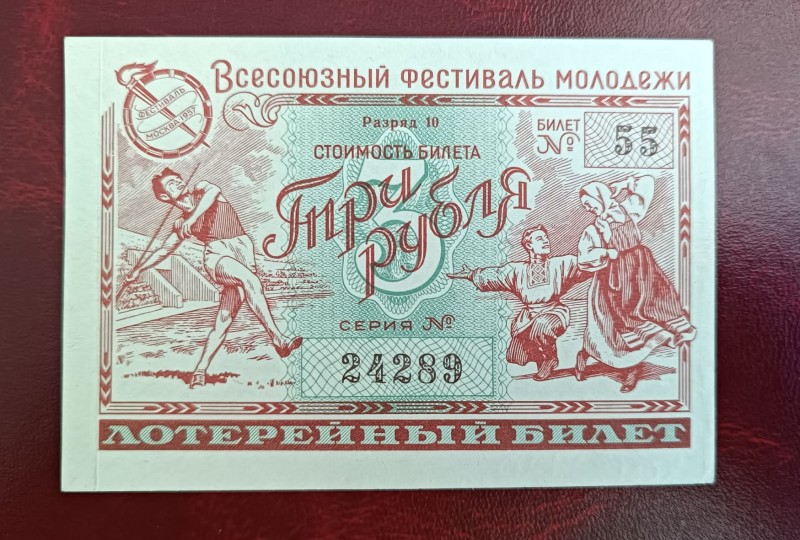 Всесоюзный фестиваль молодежи
ФЕСТИВАЛЬ
МОСКВА 1957
Разряд 10
СТОИМОСТЬ БИЛЕТА
3
Три
рубля
БИЛЕТ
№ 55
СЕРИЯ №
24289
ЛОТЕРЕЙНЫЙ БИЛЕТ